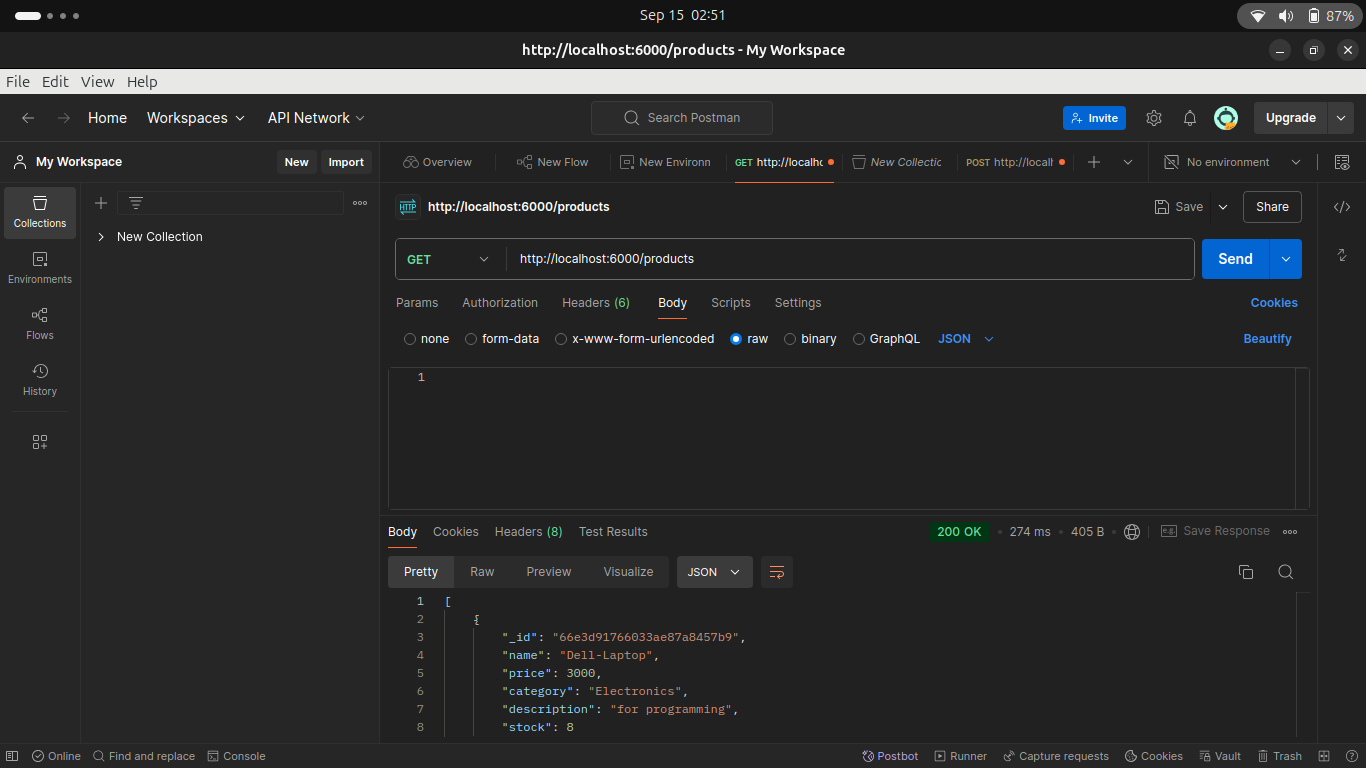 Sep 15 02:51
87%
http://localhost:6000/products - My Workspace
File Edit View Help
Home Workspaces API Network
Search Postman
Invite
Upgrade
My Workspace
New Import
Overview
New Flow
New Environn
GET http://localhc
New Collectic
POST http://locall
No environment
Collections
Environments
Flows
History
New Collection
HTTP http://localhost:6000/products
Save
Share
GET http://localhost:6000/products
Send
Params Authorization Headers (6) Body Scripts Settings
Cookies
none form-data x-www-form-urlencoded raw binary GraphQL JSON
Beautify
1
Body Cookies Headers (8) Test Results
200 OK • 274 ms • 405 B •
e.g. Save Response
Pretty Raw Preview Visualize JSON
1 [
2 {
3 "_id": "66e3d91766033ae87a8457b9",
4 "name": "Dell-Laptop",
5 "price": 3000,
6 "category": "Electronics",
7 "description": "for programming",
8 "stock": 8
Online Find and replace Console
Postbot Runner Capture requests Cookies Vault Trash